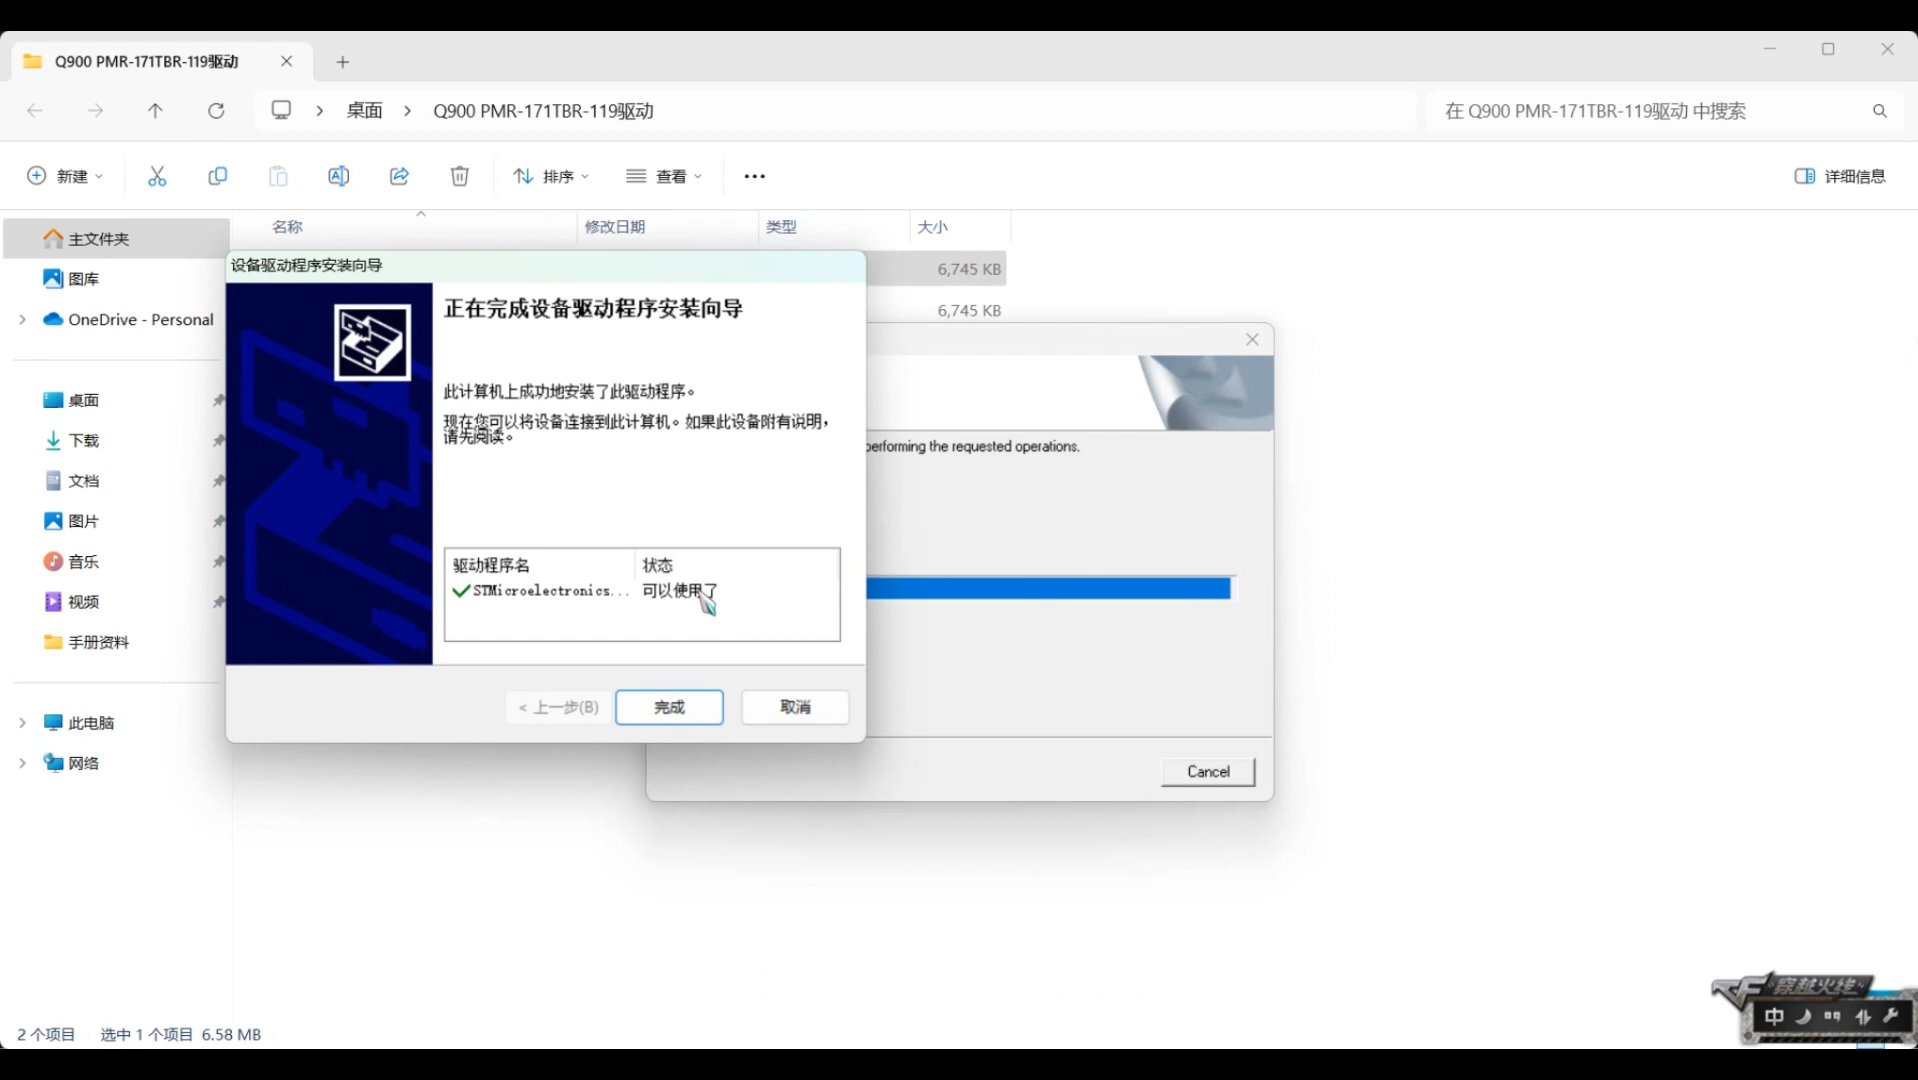 Q900 PMR-171TBR-119驱动
桌面
Q900 PMR-171TBR-119驱动
在 Q900 PMR-171TBR-119驱动 中搜索
新建
排序
查看
详细信息
名称
修改日期
类型
大小
主文件夹
图库
OneDrive - Personal
桌面
下载
文档
图片
音乐
视频
手册资料
此电脑
网络
6,745 KB
6,745 KB
设备驱动程序安装向导
正在完成设备驱动程序安装向导
此计算机上成功地安装了此驱动程序。
现在您可以将设备连接到此计算机。如果此设备附有说明，
请先阅读。
驱动程序名
状态
STMicroelectronics...
可以使用了
< 上一步(B)
完成
取消
performing the requested operations.
Cancel
2 个项目
选中 1 个项目 6.58 MB
穿越火线
中